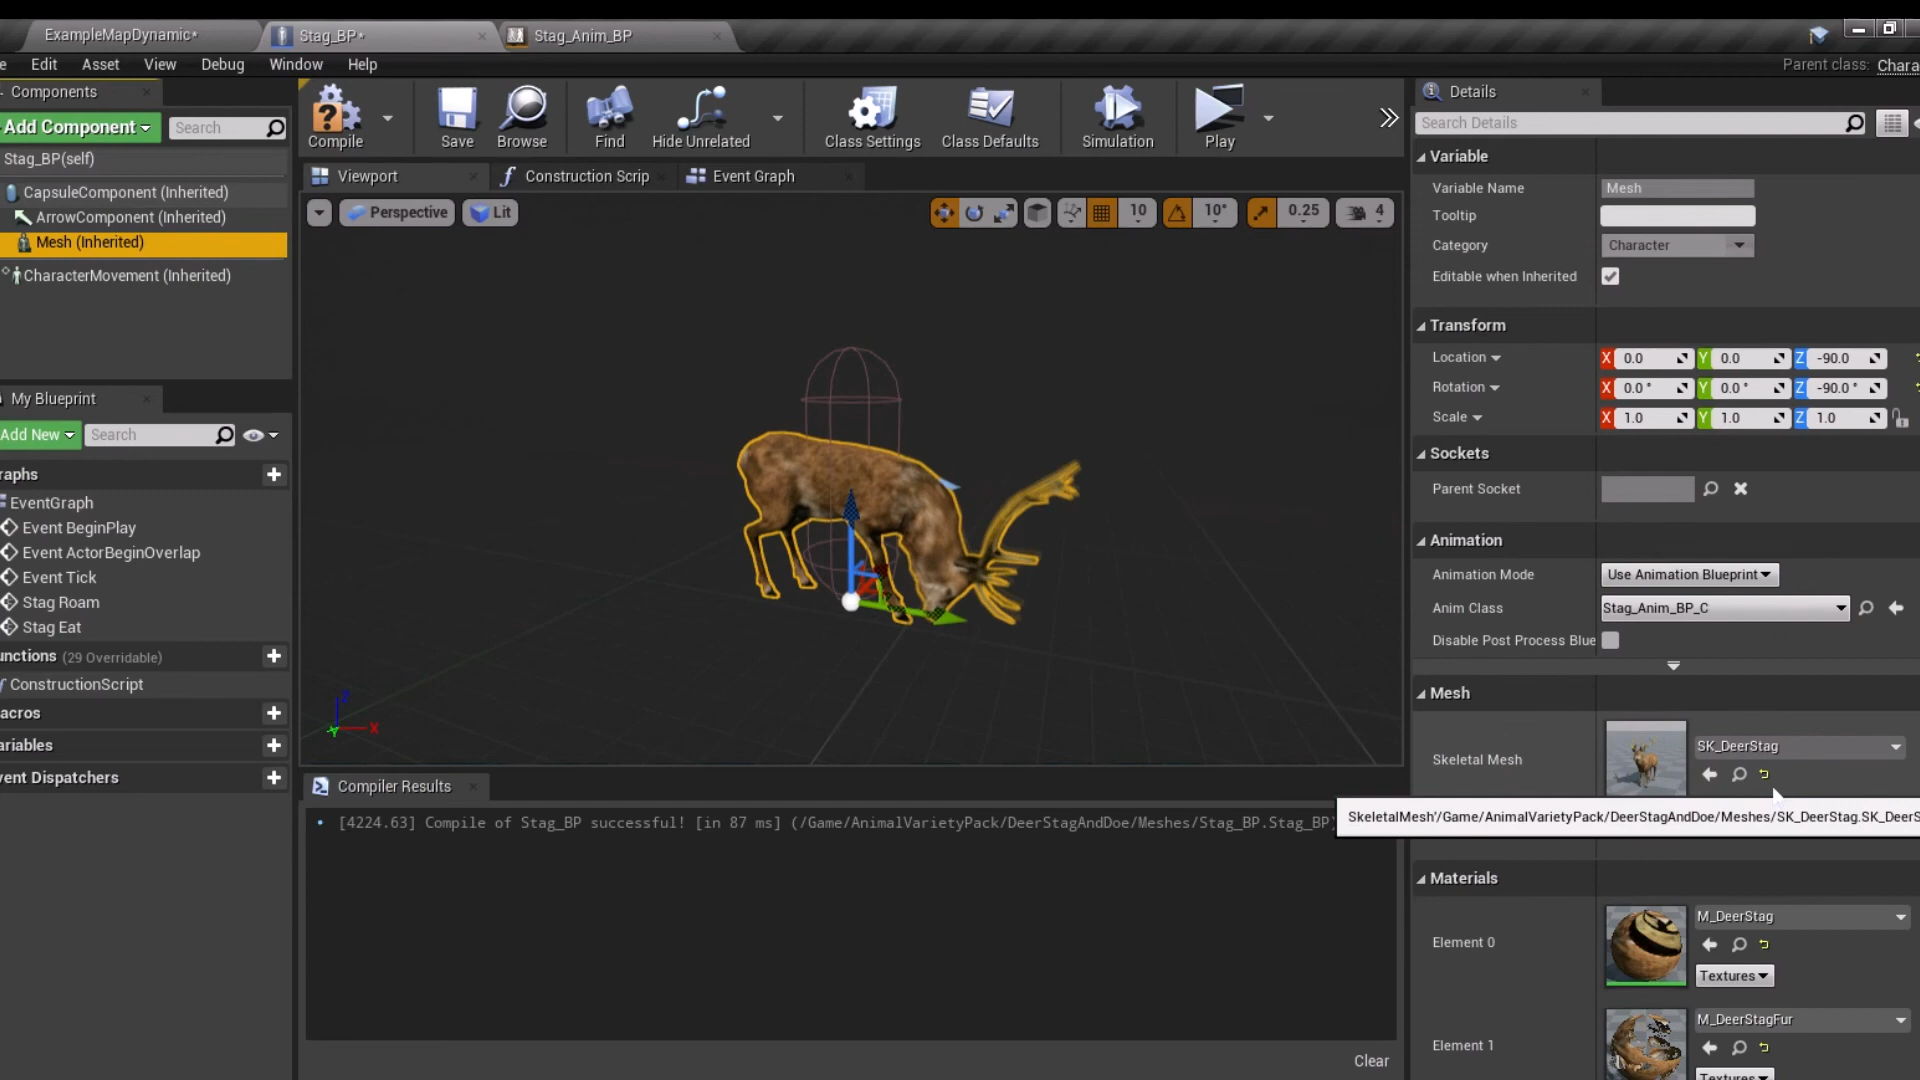 ExampleMapDynamic*
Stag_BP*
Stag_Anim_BP
e Edit Asset View Debug Window Help
Parent class: Chara
Components
Add Component
Search
Stag_BP(self)
CapsuleComponent (Inherited)
ArrowComponent (Inherited)
Mesh (Inherited)
CharacterMovement (Inherited)
My Blueprint
Add New
Search
raphs
EventGraph
Event BeginPlay
Event ActorBeginOverlap
Event Tick
Stag Roam
Stag Eat
unctions (29 Overridable)
ConstructionScript
acros
ariables
vent Dispatchers
Compile
Save
Browse
Find
Hide Unrelated
Class Settings
Class Defaults
Simulation
Play
Viewport
Construction Scrip
Event Graph
Perspective
Lit
10
10°
0.25
4
Z
X
Y
Compiler Results
[4224.63] Compile of Stag_BP successful! [in 87 ms] (/Game/AnimalVarietyPack/DeerStagAndDoe/Meshes/Stag_BP.Stag_BP)
Clear
Details
Search Details
Variable
Variable Name Mesh
Tooltip
Category Character
Editable when Inherited
Transform
Location X 0.0 Y 0.0 Z -90.0
Rotation X 0.0 ° Y 0.0 ° Z -90.0 °
Scale X 1.0 Y 1.0 Z 1.0
Sockets
Parent Socket
Animation
Animation Mode Use Animation Blueprint
Anim Class Stag_Anim_BP_C
Disable Post Process Blue
Mesh
Skeletal Mesh SK_DeerStag
SkeletalMesh'/Game/AnimalVarietyPack/DeerStagAndDoe/Meshes/SK_DeerStag.SK_DeerS
Materials
Element 0 M_DeerStag
Textures
Element 1 M_DeerStagFur
Textures